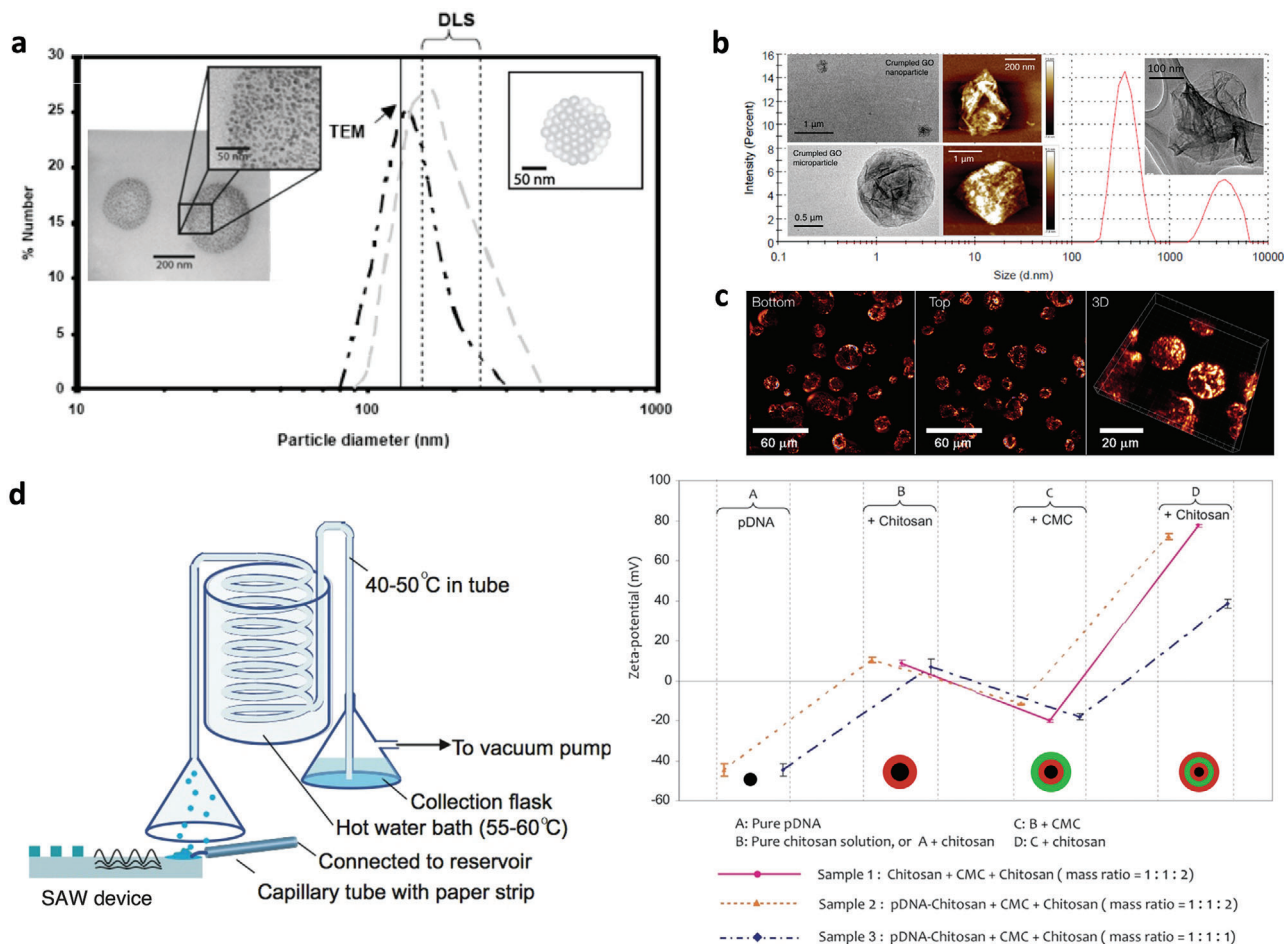 a
DLS
30
25
20
15
10
5
0
% Number
TEM
50 nm
200 nm
50 nm
10
100
1000
Particle diameter (nm)
b
16
14
12
10
8
6
4
2
0
Intensity (Percent)
Crumpled GO
nanoparticle
1 µm
200 nm
100 nm
Crumpled GO
microparticle
0.5 µm
1 µm
0.1
1
10
100
1000
10000
Size (d.nm)
c
Bottom
Top
3D
60 µm
60 µm
20 µm
d
40-50°C in tube
To vacuum pump
Collection flask
Hot water bath (55-60°C)
Connected to reservoir
Capillary tube with paper strip
SAW device
100
80
60
40
20
0
-20
-40
-60
Zeta-potential (mV)
A
pDNA
B
+ Chitosan
C
+ CMC
D
+ Chitosan
A: Pure pDNA
C: B + CMC
B: Pure chitosan solution, or A + chitosan
D: C + chitosan
Sample 1 : Chitosan + CMC + Chitosan ( mass ratio = 1 : 1 : 2 )
Sample 2 : pDNA-Chitosan + CMC + Chitosan ( mass ratio = 1 : 1 : 2 )
Sample 3 : pDNA-Chitosan + CMC + Chitosan ( mass ratio = 1 : 1 : 1 )